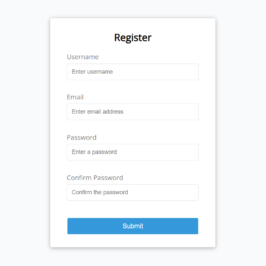 Register
Username
Enter username
Email
Enter email address
Password
Enter a password
Confirm Password
Confirm the password
Submit